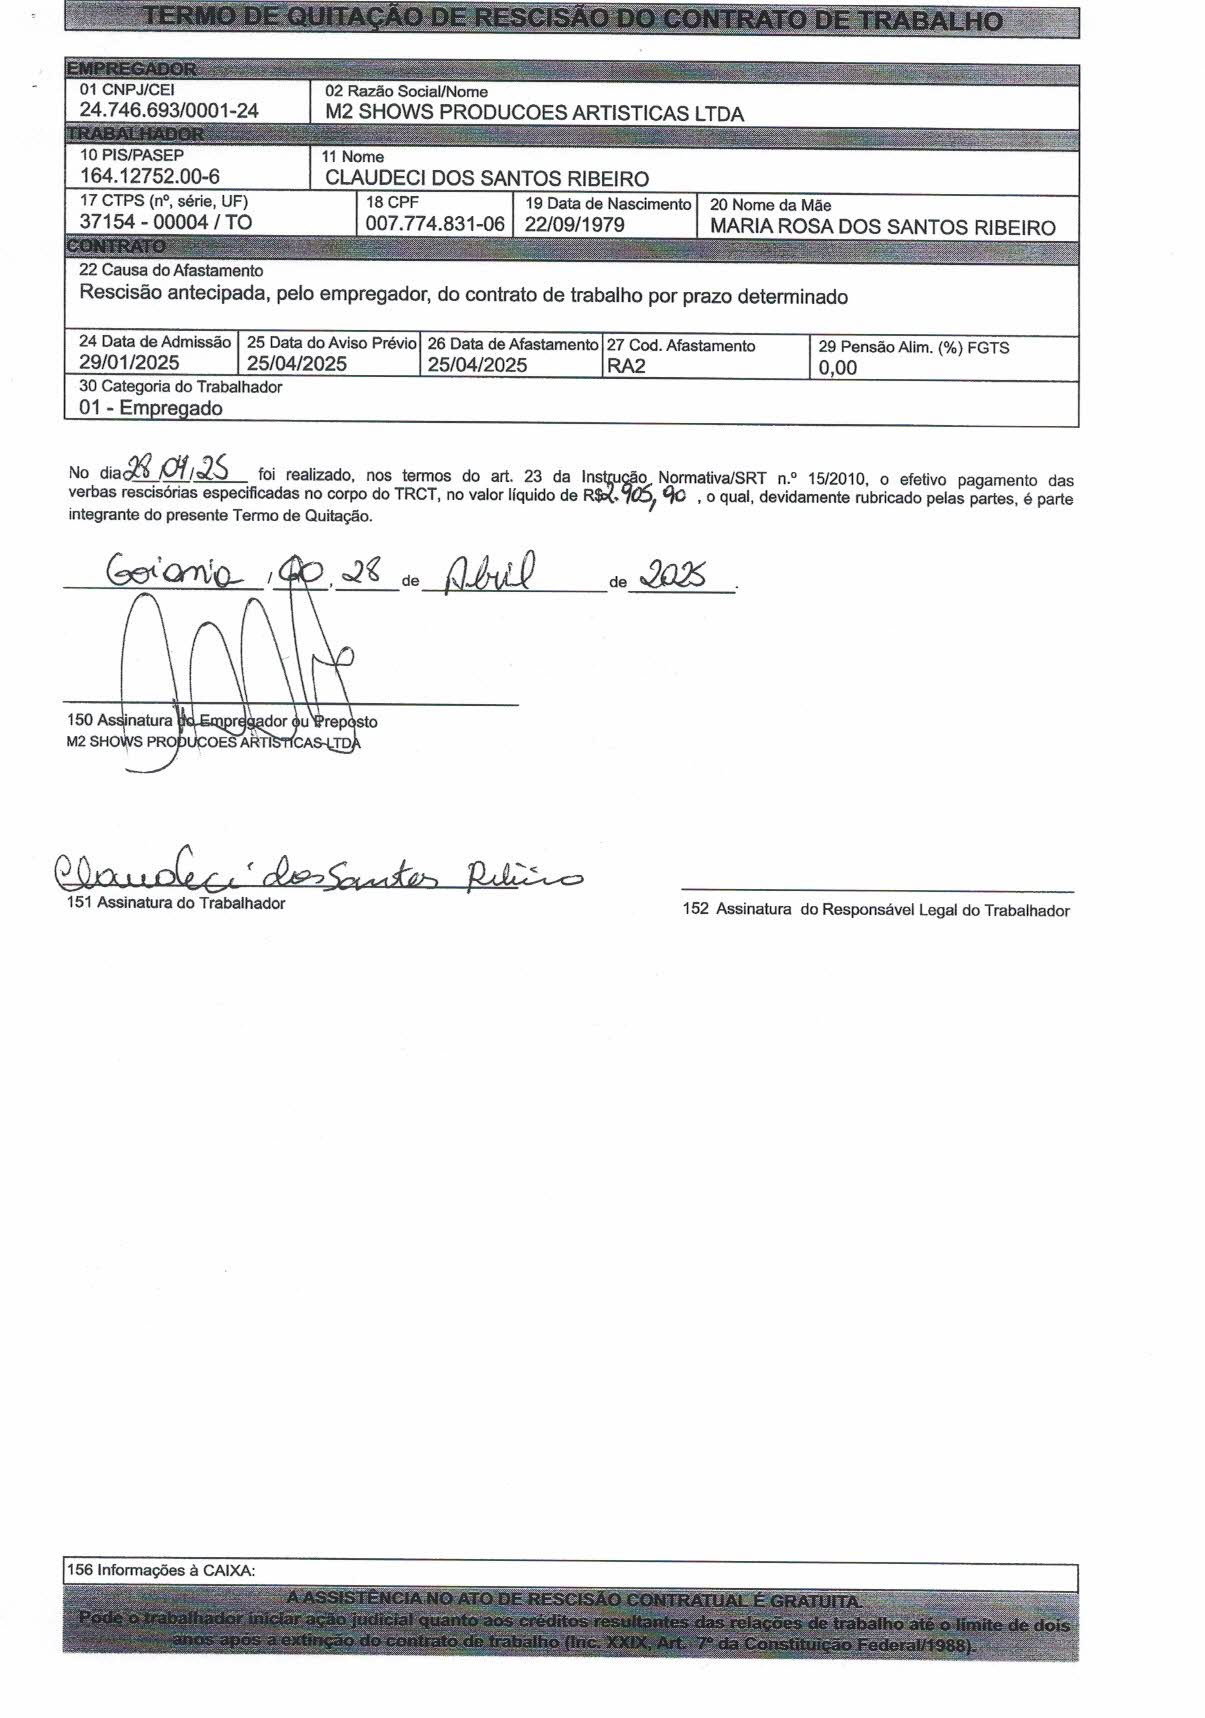 TERMO DE QUITAÇÃO DE RESCISÃO DO CONTRATO DE TRABALHO
EMPREGADOR
01 CNPJ/CEI 02 Razão Social/Nome
24.746.693/0001-24 M2 SHOWS PRODUCOES ARTISTICAS LTDA
TRABALHADOR
10 PIS/PASEP 11 Nome
164.12752.00-6 CLAUDECI DOS SANTOS RIBEIRO
17 CTPS (nº, série, UF) 18 CPF 19 Data de Nascimento 20 Nome da Mãe
37154 - 00004 / TO 007.774.831-06 22/09/1979 MARIA ROSA DOS SANTOS RIBEIRO
CONTRATO
22 Causa do Afastamento
Rescisão antecipada, pelo empregador, do contrato de trabalho por prazo determinado
24 Data de Admissão 25 Data do Aviso Prévio 26 Data de Afastamento 27 Cod. Afastamento 29 Pensão Alim. (%) FGTS
29/01/2025 25/04/2025 25/04/2025 RA2 0,00
30 Categoria do Trabalhador
01 - Empregado
No dia 28/04/25 foi realizado, nos termos do art. 23 da Instrução Normativa/SRT n.º 15/2010, o efetivo pagamento das
verbas rescisórias especificadas no corpo do TRCT, no valor líquido de R$2.905,90 , o qual, devidamente rubricado pelas partes, é parte
integrante do presente Termo de Quitação.
Goiania , GO, 28 de Abril de 2025.
150 Assinatura do Empregador ou Preposto
M2 SHOWS PRODUCOES ARTISTICAS LTDA
Claudeci dos Santos Ribeiro
151 Assinatura do Trabalhador
152 Assinatura do Responsável Legal do Trabalhador
156 Informações à CAIXA:
A ASSISTÊNCIA NO ATO DE RESCISÃO CONTRATUAL É GRATUITA.
Pode o trabalhador iniciar ação judicial quanto aos créditos resultantes das relações de trabalho até o limite de dois
anos após a extinção do contrato de trabalho (Inc. XXIX, Art. 7º da Constituição Federal/1988).